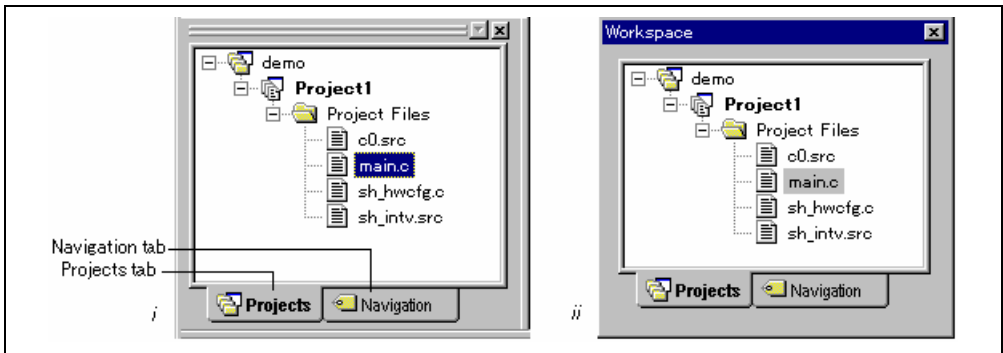 demo
Project1
Project Files
c0.src
main.c
sh_hwcfg.c
sh_intv.src
Navigation tab
Projects tab
Projects
Navigation
i
Workspace
demo
Project1
Project Files
c0.src
main.c
sh_hwcfg.c
sh_intv.src
Projects
Navigation
ii